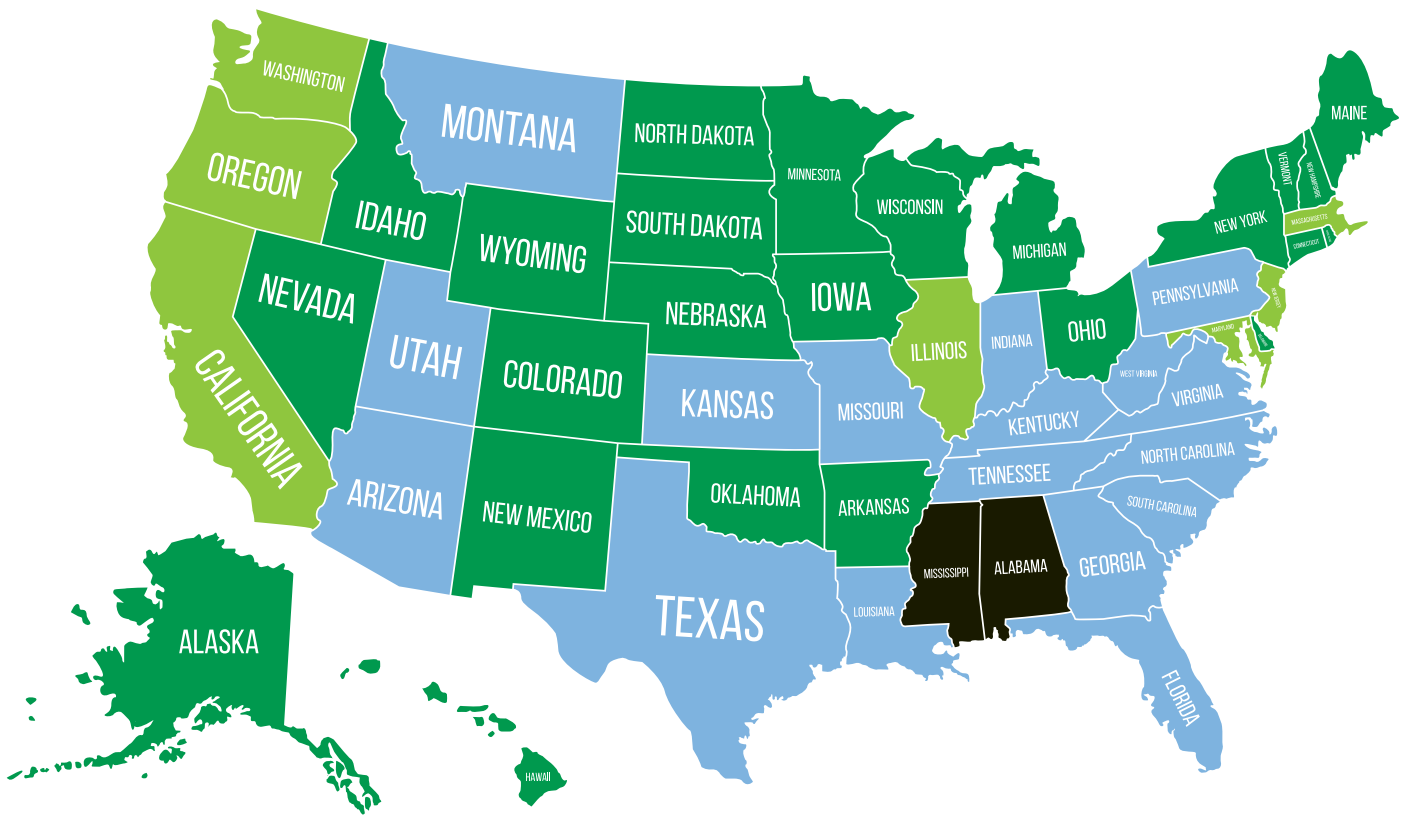 WASHINGTON
OREGON
CALIFORNIA
IDAHO
NEVADA
MONTANA
WYOMING
UTAH
COLORADO
ARIZONA
NEW MEXICO
NORTH DAKOTA
SOUTH DAKOTA
NEBRASKA
KANSAS
OKLAHOMA
TEXAS
MINNESOTA
IOWA
MISSOURI
ARKANSAS
LOUISIANA
WISCONSIN
ILLINOIS
MICHIGAN
INDIANA
OHIO
KENTUCKY
TENNESSEE
MISSISSIPPI
ALABAMA
GEORGIA
FLORIDA
SOUTH CAROLINA
NORTH CAROLINA
VIRGINIA
WEST VIRGINIA
MARYLAND
PENNSYLVANIA
NEW YORK
VERMONT
NEW HAMPSHIRE
MAINE
MASSACHUSETTS
CONNECTICUT
NEW JERSEY
ALASKA
HAWAII